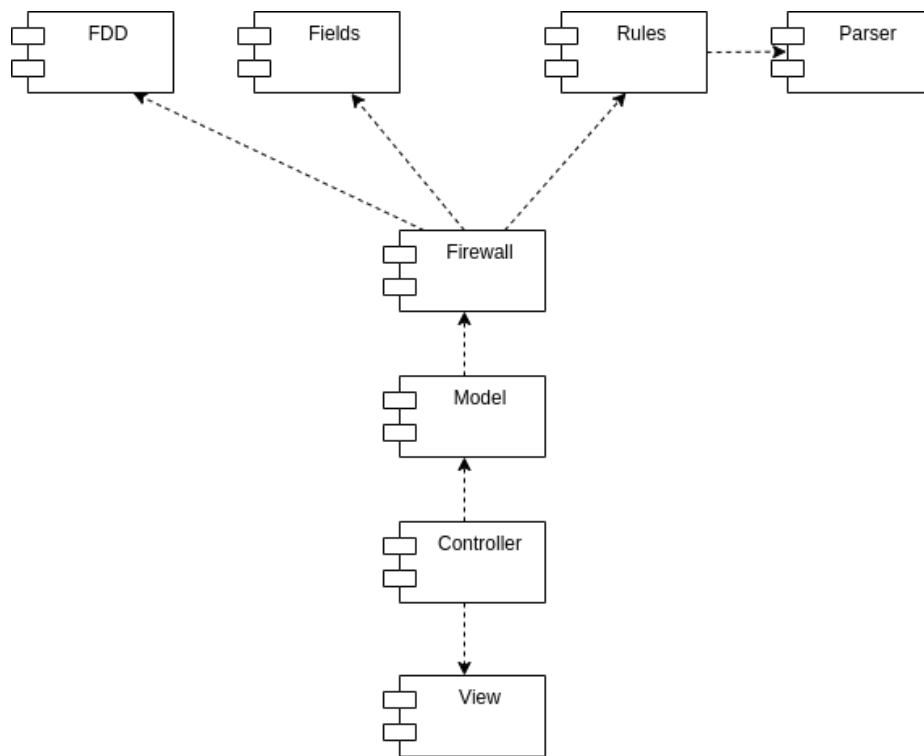 FDD
Fields
Rules
Parser
Firewall
Model
Controller
View